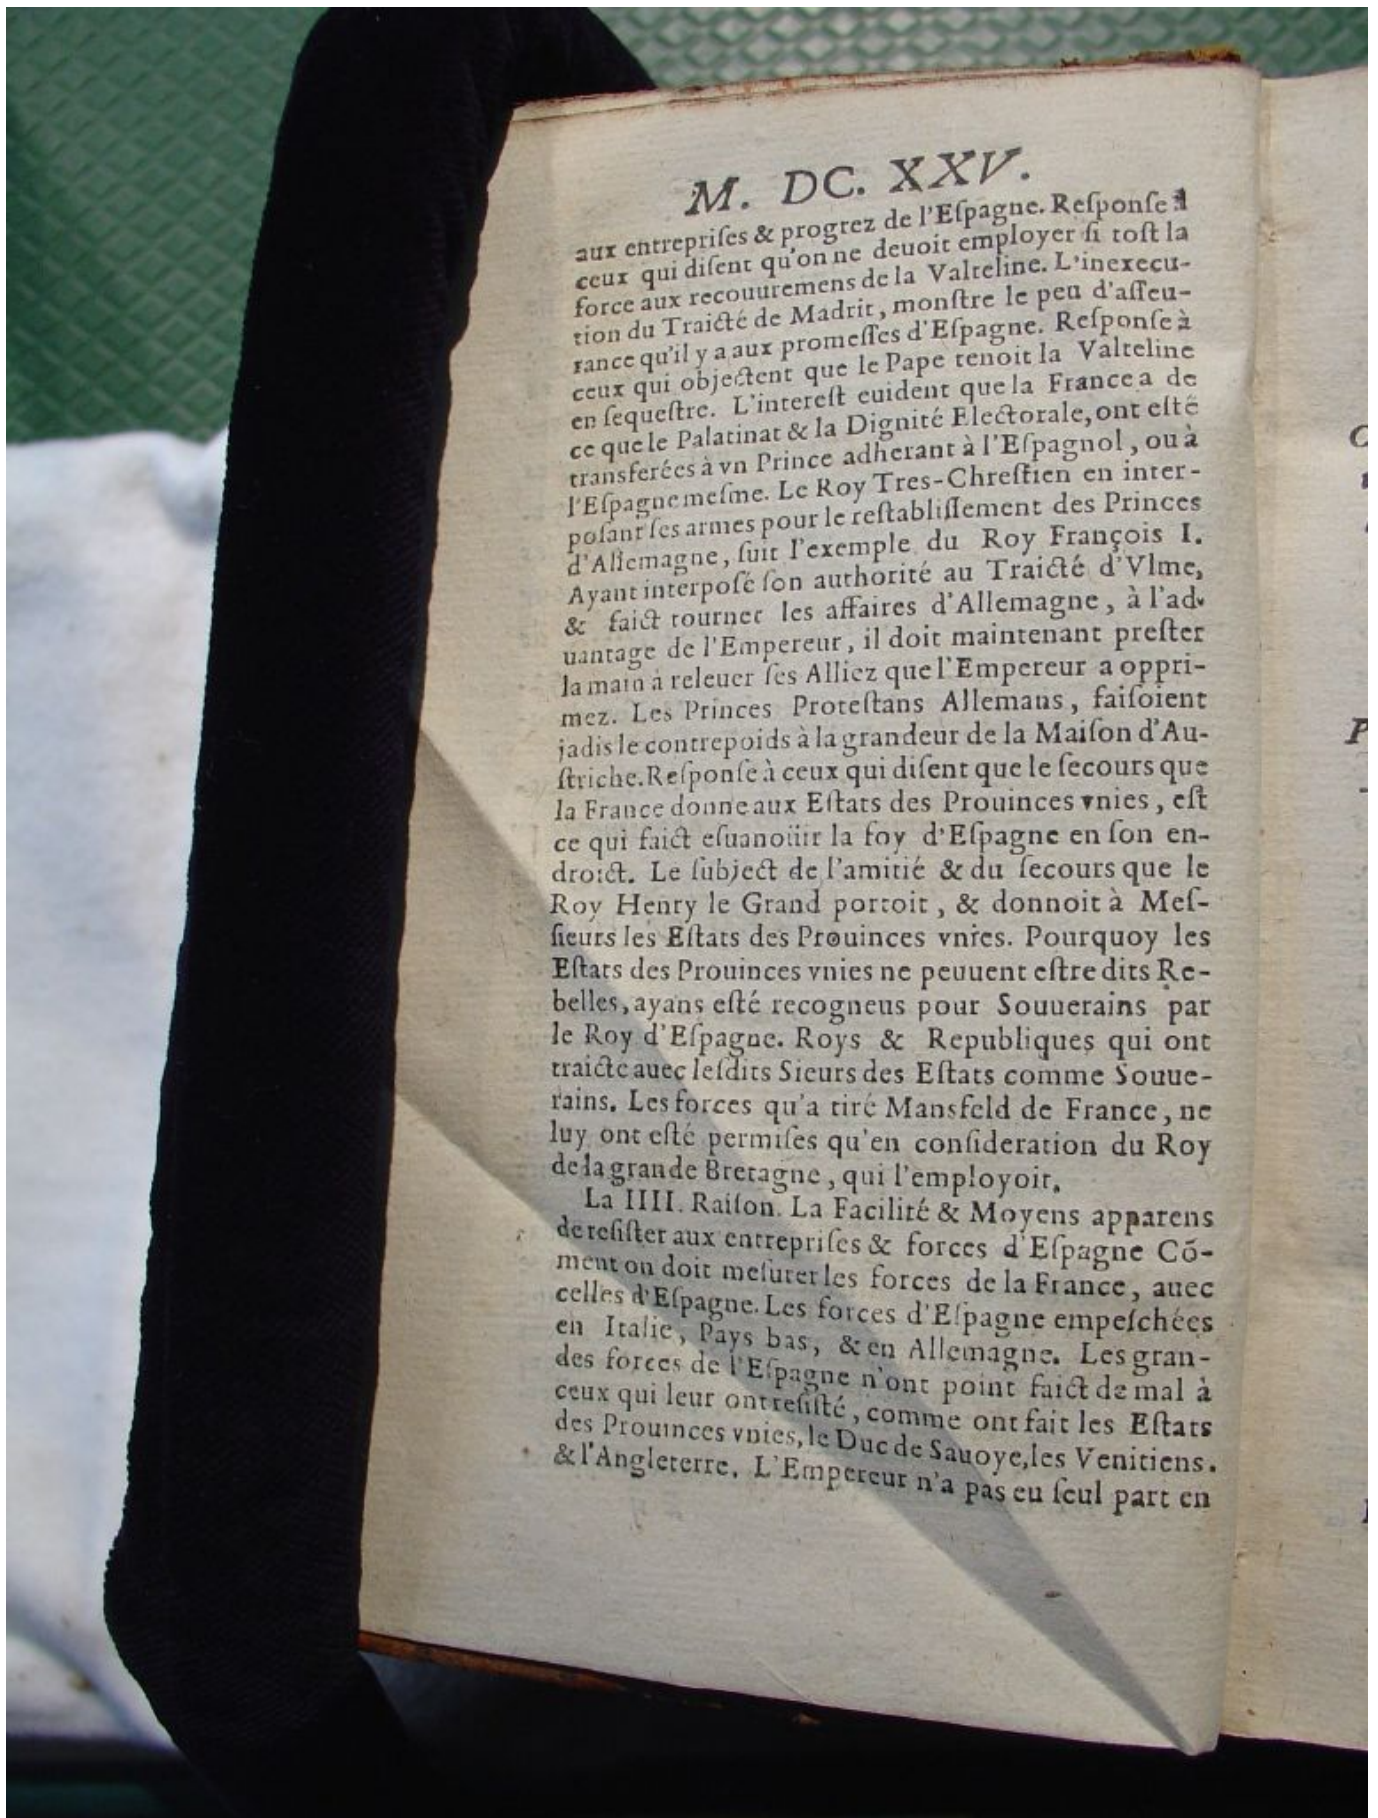 M. DC. XXV.
aux entrepriſes & progrez de l'Eſpagne. Reſponſe à
ceux qui diſent qu'on ne deuoit employer ſi toſt la
force aux recouuremens de la Valteline. L'inexecu-
tion du Traicté de Madrit, monſtre le peu d'aſſeu-
rance qu'il y a aux promeſſes d'Eſpagne. Reſponſe à
ceux qui objectent que le Pape tenoit la Valteline
en ſequeſtre. L'intereſt euident que la France a de
ce que le Palatinat & la Dignité Electorale, ont eſté
transferées à vn Prince adherant à l'Eſpagnol, ou à
l'Eſpagne meſme. Le Roy Tres-Chreſtien en inter-
poſant ſes armes pour le reſtabliſſement des Princes
d'Allemagne, ſuit l'exemple du Roy François I.
Ayant interpoſé ſon authorité au Traicté d'Vlme,
& faict tourner les affaires d'Allemagne, à l'ad-
uantage de l'Empereur, il doit maintenant preſter
la main à releuer ſes Alliez que l'Empereur a oppri-
mez. Les Princes Proteſtans Allemans, faiſoient
jadis le contrepoids à la grandeur de la Maiſon d'Au-
ſtriche. Reſponſe à ceux qui diſent que le ſecours que
la France donne aux Eſtats des Prouinces vnies, eſt
ce qui faict eſuanoüir la foy d'Eſpagne en ſon en-
droict. Le ſubject de l'amitié & du ſecours que le
Roy Henry le Grand portoit, & donnoit à Meſ-
ſieurs les Eſtats des Prouinces vnies. Pourquoy les
Eſtats des Prouinces vnies ne peuuent eſtre dits Re-
belles, ayans eſté recogneus pour Souuerains par
le Roy d'Eſpagne. Roys & Republiques qui ont
traicte auec leſdits Sieurs des Eſtats comme Souue-
rains. Les forces qu'a tiré Mansfeld de France, ne
luy ont eſté permiſes qu'en conſideration du Roy
de la grande Bretagne, qui l'employoit.
La IIII. Raiſon. La Facilité & Moyens apparens
de reſiſter aux entrepriſes & forces d'Eſpagne Cõ-
ment on doit meſurer les forces de la France, auec
celles d'Eſpagne. Les forces d'Eſpagne empeſchées
en Italie, Pays bas, & en Allemagne. Les gran-
des forces de l'Eſpagne n'ont point faict de mal à
ceux qui leur ont reſiſté, comme ont fait les Eſtats
des Prouinces vnies, le Duc de Sauoye, les Venitiens.
& l'Angleterre. L'Empereur n'a pas eu ſeul part en